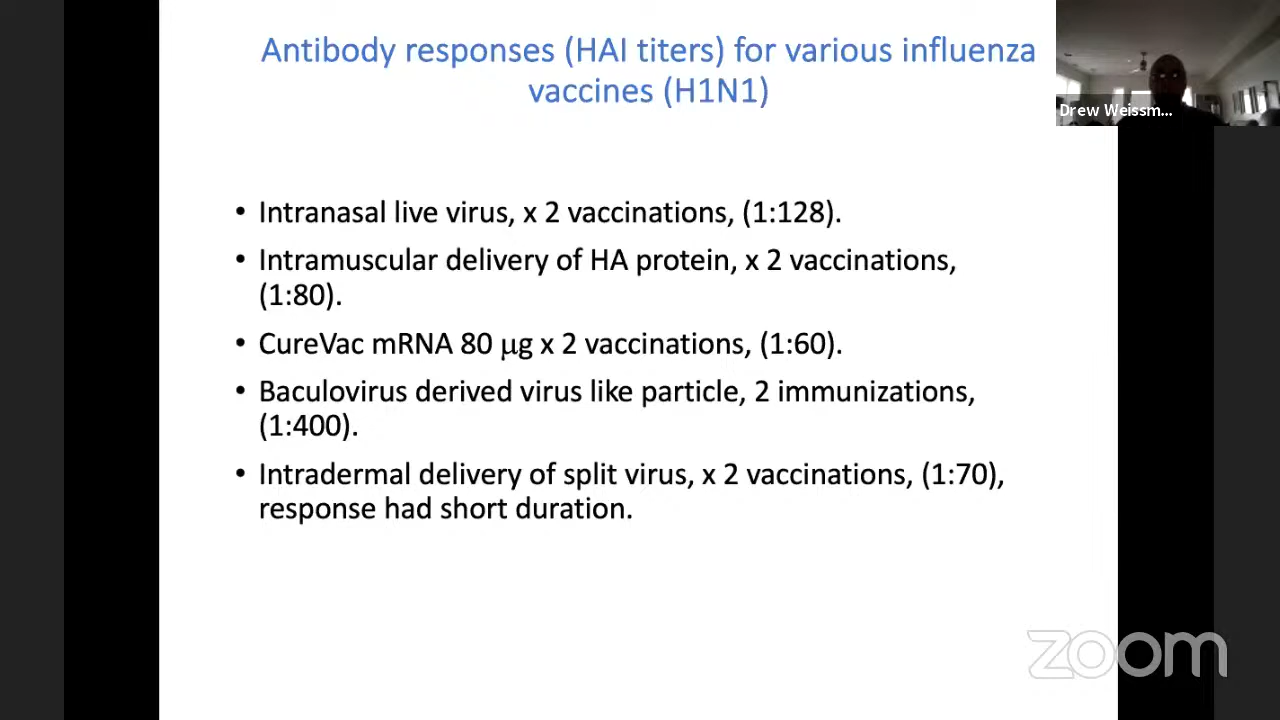 Antibody responses (HAI titers) for various influenza
vaccines (H1N1)
Drew Weissm...
• Intranasal live virus, x 2 vaccinations, (1:128).
• Intramuscular delivery of HA protein, x 2 vaccinations,
(1:80).
• CureVac mRNA 80 μg x 2 vaccinations, (1:60).
• Baculovirus derived virus like particle, 2 immunizations,
(1:400).
• Intradermal delivery of split virus, x 2 vaccinations, (1:70),
response had short duration.
zoom